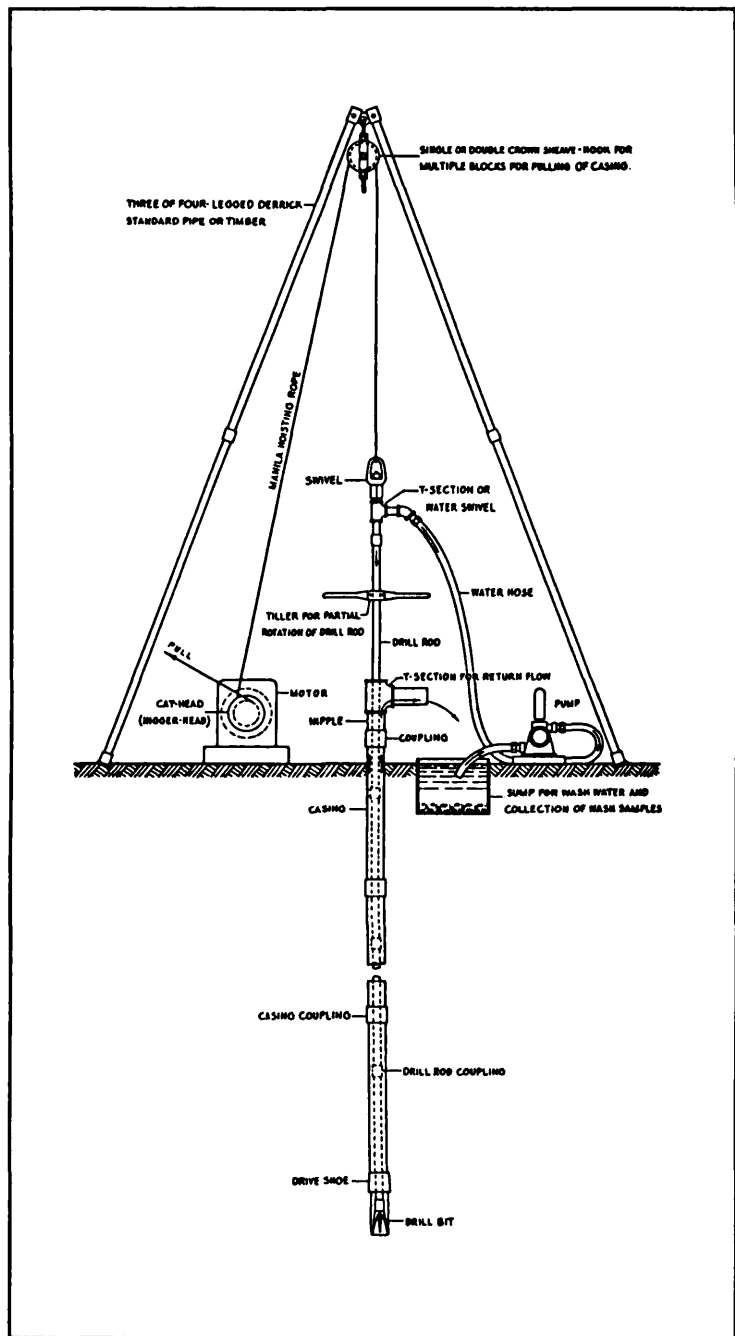 SINGLE OR DOUBLE CROWN SHEAVE-HOOK FOR
MULTIPLE BLOCKS FOR PULLING OF CASING.
THREE OF FOUR-LEGGED DERRICK
STANDARD PIPE OR TIMBER
MANILA HOISTING ROPE
SWIVEL
T-SECTION OR
WATER SWIVEL
WATER HOSE
TILLER FOR PARTIAL
ROTATION OF DRILL ROD
DRILL ROD
PULL
T-SECTION FOR RETURN FLOW
MOTOR
CAT-HEAD
(NIGGER-HEAD)
PUMP
NIPPLE
COUPLING
SUMP FOR WASH WATER AND
COLLECTION OF WASH SAMPLES
CASING
CASING COUPLING
DRILL ROD COUPLING
DRIVE SHOE
DRILL BIT